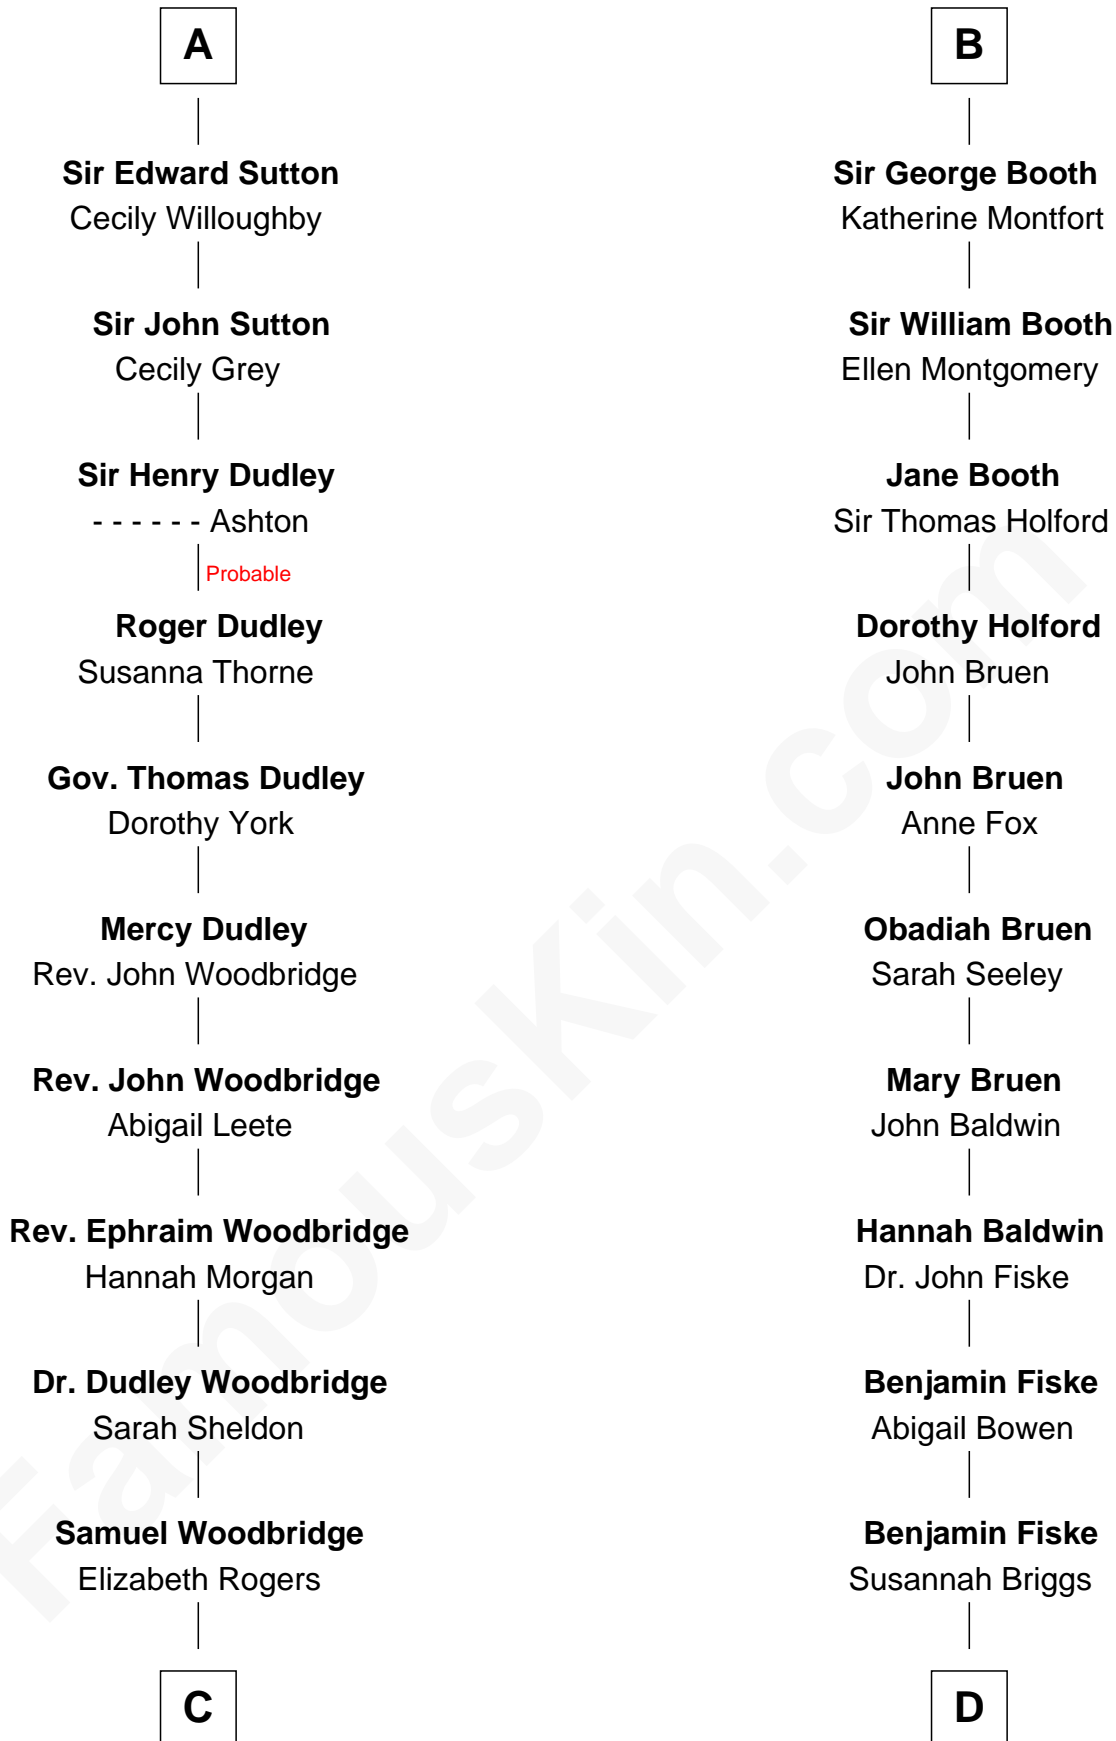 A
Sir Edward Sutton
Cecily Willoughby
Sir John Sutton
Cecily Grey
Sir Henry Dudley
- - - - - - Ashton
Probable
Roger Dudley
Susanna Thorne
Gov. Thomas Dudley
Dorothy York
Mercy Dudley
Rev. John Woodbridge
Rev. John Woodbridge
Abigail Leete
Rev. Ephraim Woodbridge
Hannah Morgan
Dr. Dudley Woodbridge
Sarah Sheldon
Samuel Woodbridge
Elizabeth Rogers
C
B
Sir George Booth
Katherine Montfort
Sir William Booth
Ellen Montgomery
Jane Booth
Sir Thomas Holford
Dorothy Holford
John Bruen
John Bruen
Anne Fox
Obadiah Bruen
Sarah Seeley
Mary Bruen
John Baldwin
Hannah Baldwin
Dr. John Fiske
Benjamin Fiske
Abigail Bowen
Benjamin Fiske
Susannah Briggs
D
FamousKin.com